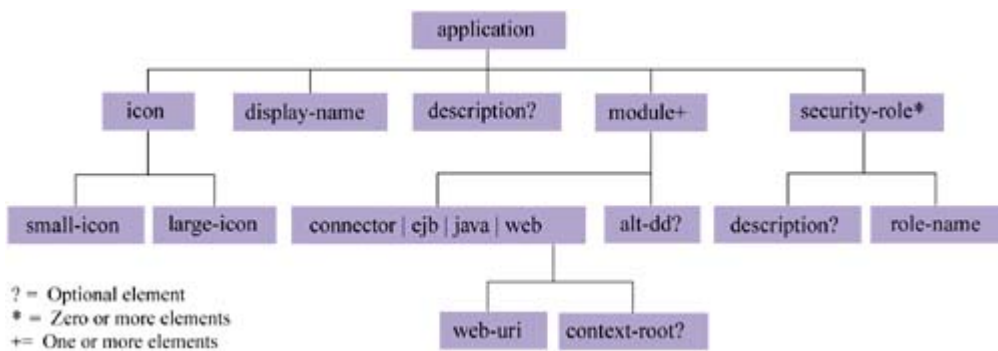 application
icon
display-name
description?
module+
security-role*
small-icon
large-icon
connector | ejb | java | web
alt-dd?
description?
role-name
web-uri
context-root?
? = Optional element
* = Zero or more elements
+= One or more elements